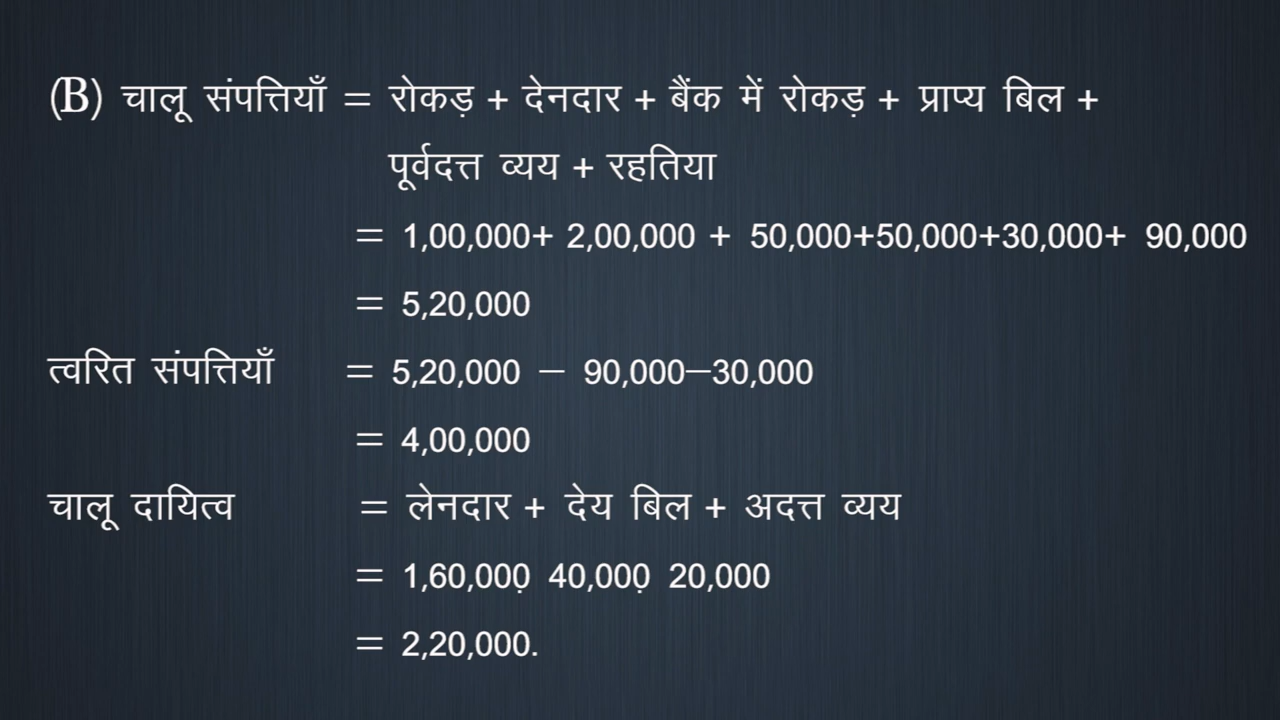 (B) चालू संपत्तियाँ = रोकड़ + देनदार + बैंक में रोकड़ + प्राप्य बिल +
पूर्वदत्त व्यय + रहतिया
= 1,00,000+ 2,00,000 + 50,000+50,000+30,000+ 90,000
= 5,20,000
त्वरित संपत्तियाँ = 5,20,000 – 90,000–30,000
= 4,00,000
चालू दायित्व = लेनदार + देय बिल + अदत्त व्यय
= 1,60,000़ 40,000़ 20,000
= 2,20,000.